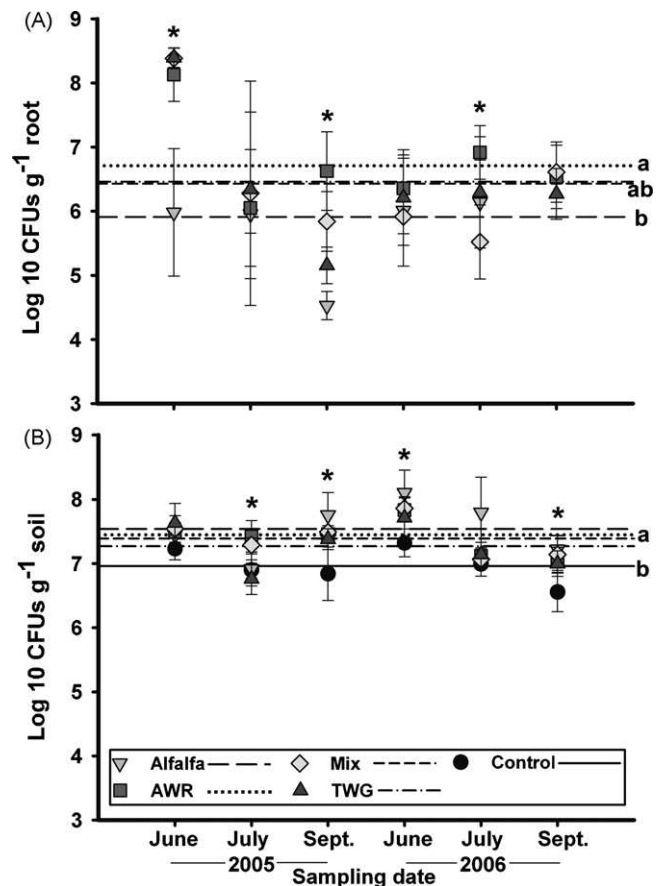 (A)
9
8
7
6
5
4
3
Log 10 CFUs g⁻¹ root
*
*
*
a
ab
b
(B)
9
8
7
6
5
4
3
Log 10 CFUs g⁻¹ soil
*
*
*
*
a
b
Alfalfa Mix Control
AWR TWG
June July Sept. June July Sept.
2005 2006
Sampling date